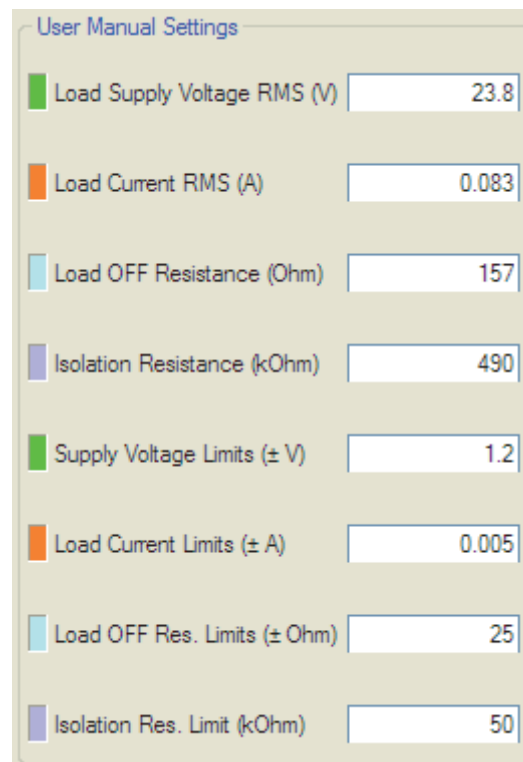 User Manual Settings
Load Supply Voltage RMS (V) 23.8
Load Current RMS (A) 0.083
Load OFF Resistance (Ohm) 157
Isolation Resistance (kOhm) 490
Supply Voltage Limits (± V) 1.2
Load Current Limits (± A) 0.005
Load OFF Res. Limits (± Ohm) 25
Isolation Res. Limit (kOhm) 50